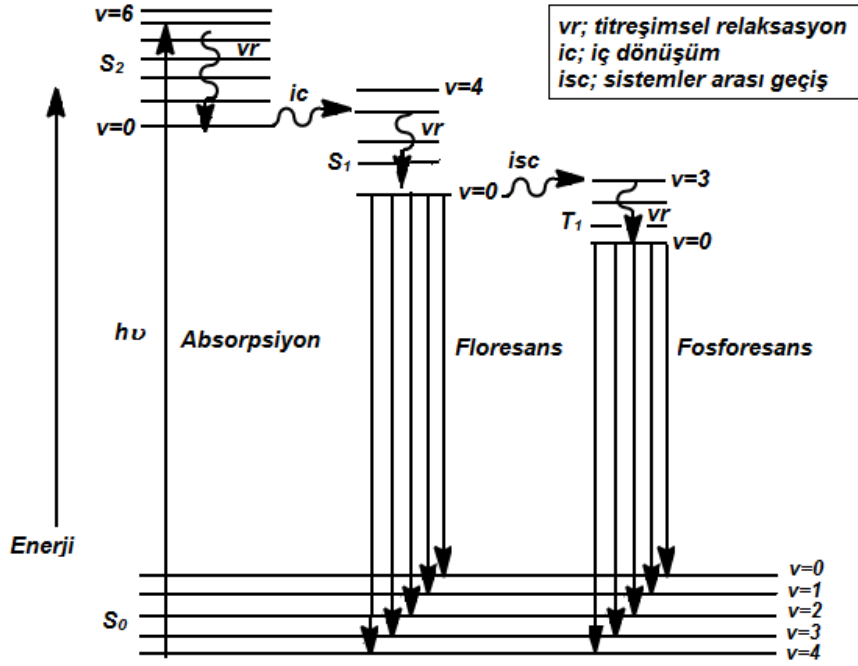 vr; titreşimsel relaksasyon
ic; iç dönüşüm
isc; sistemler arası geçiş
v=6
S2
vr
v=0
ic
v=4
vr
S1
v=0
isc
v=3
T1
vr
v=0
hυ
Absorpsiyon
Floresans
Fosforesans
Enerji
S0
v=0
v=1
v=2
v=3
v=4